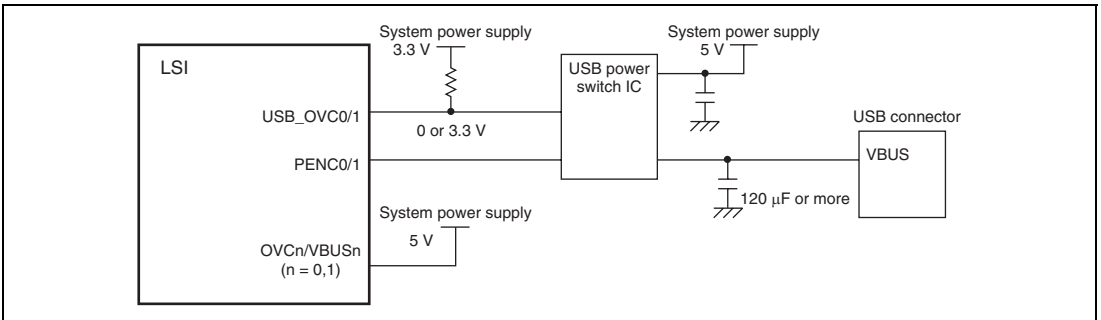 LSI
USB_OVC0/1
PENC0/1
OVCn/VBUSn
(n = 0,1)
System power supply
3.3 V
0 or 3.3 V
System power supply
5 V
USB power
switch IC
System power supply
5 V
120 μF or more
USB connector
VBUS